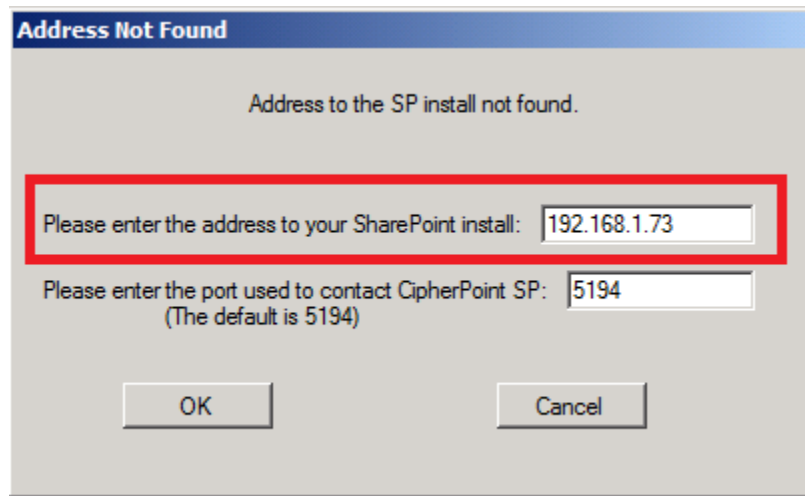 Address Not Found
Address to the SP install not found.
Please enter the address to your SharePoint install: 192.168.1.73
Please enter the port used to contact CipherPoint SP: 5194
(The default is 5194)
OK Cancel